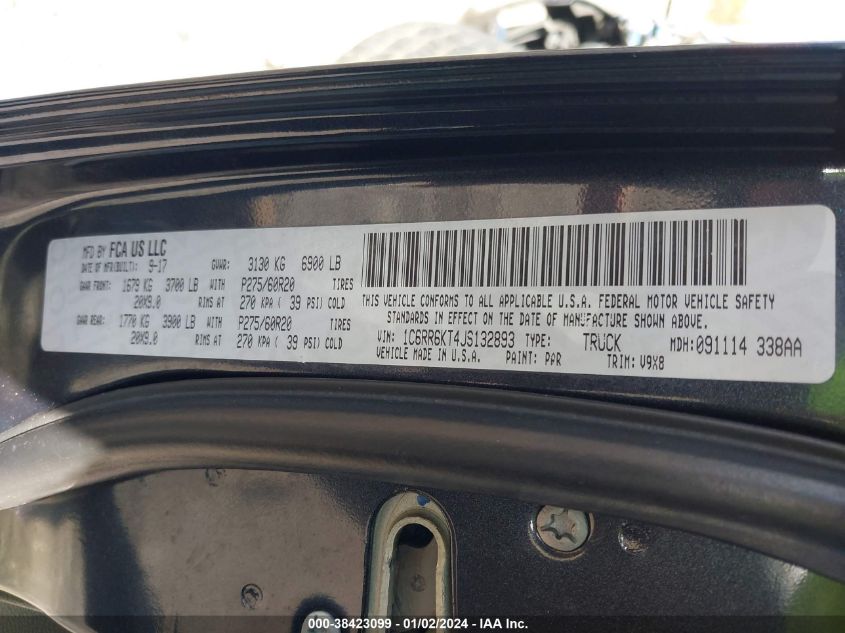 MFD BY FCA US LLC
DATE OF MFR(BUILT): 9-17 GVWR: 3130 KG 6900 LB
GAWR FRONT: 1679 KG 3700 LB WITH P275/60R20 TIRES
20X9.0 RIMS AT 270 KPA ( 39 PSI) COLD
GAWR REAR: 1770 KG 3900 LB WITH P275/60R20 TIRES
20X9.0 RIMS AT 270 KPA ( 39 PSI) COLD
THIS VEHICLE CONFORMS TO ALL APPLICABLE U.S.A. FEDERAL MOTOR VEHICLE SAFETY
STANDARDS IN EFFECT ON THE DATE OF MANUFACTURE SHOWN ABOVE.
VIN: 1C6RR6KT4JS132893 TYPE: TRUCK MDH:091114 338AA
VEHICLE MADE IN U.S.A. PAINT: PAR TRIM: V9X8
000-38423099 - 01/02/2024 - IAA Inc.